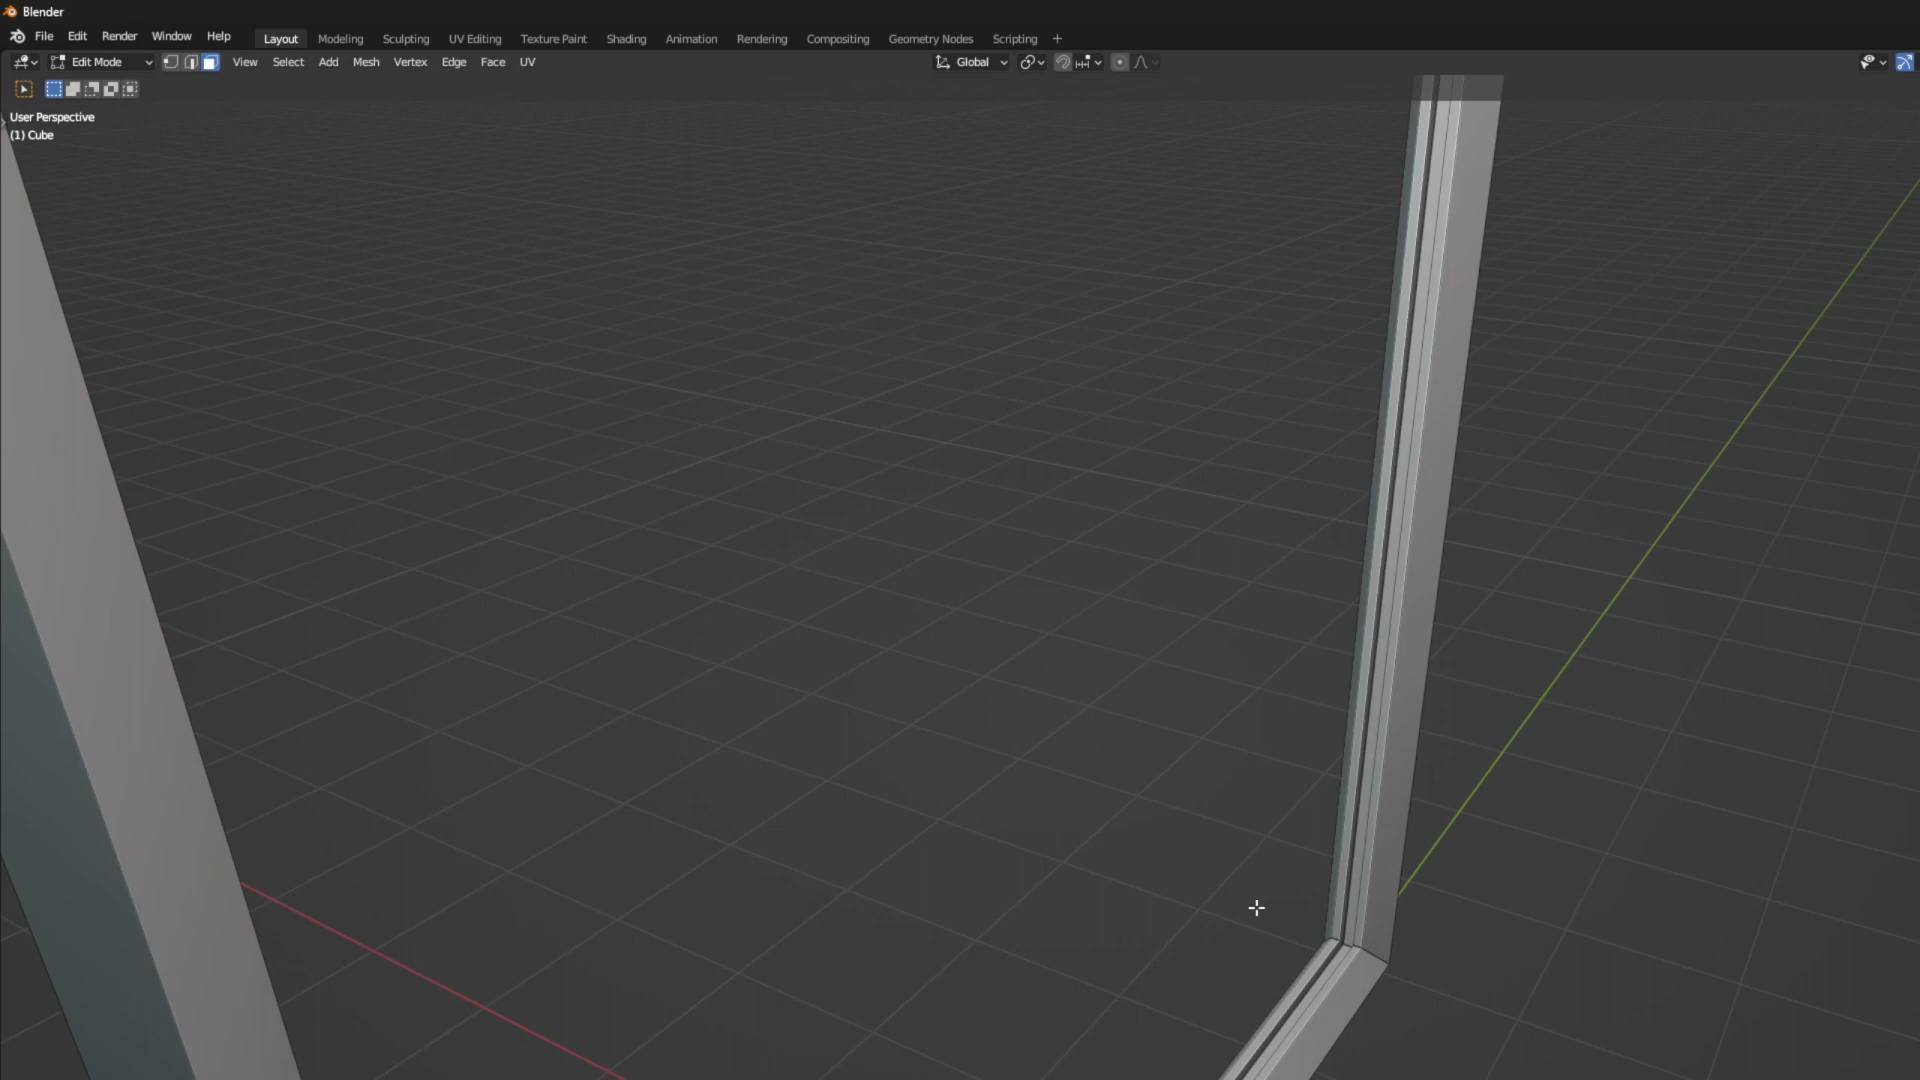 Blender
File Edit Render Window Help Layout Modeling Sculpting UV Editing Texture Paint Shading Animation Rendering Compositing Geometry Nodes Scripting +
Edit Mode View Select Add Mesh Vertex Edge Face UV Global
User Perspective
(1) Cube